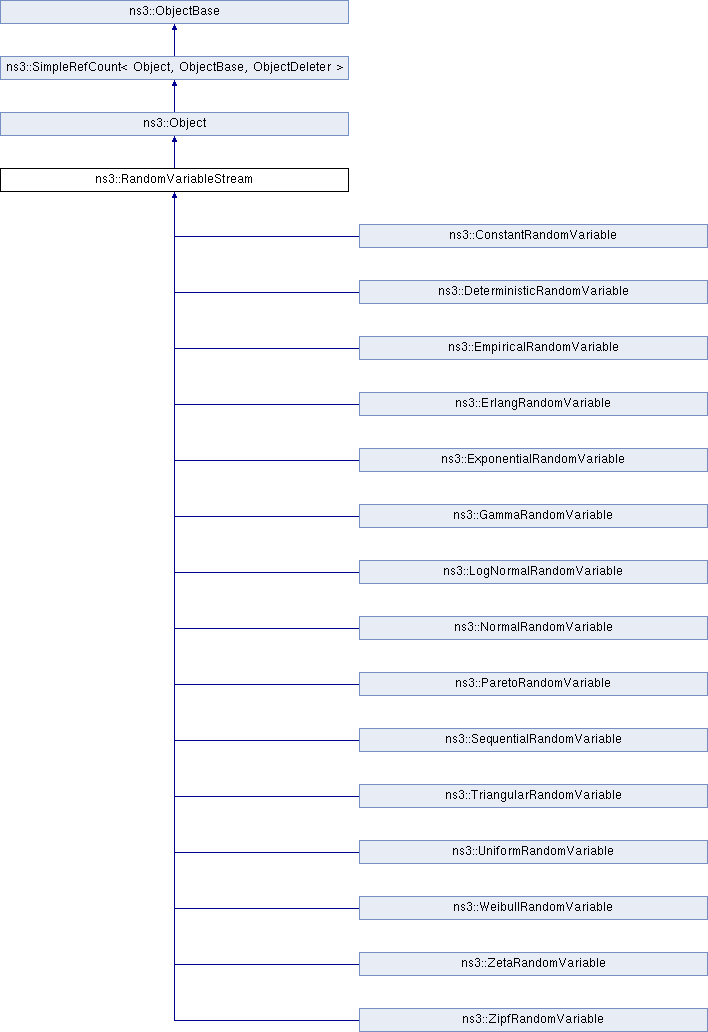 ns3::ObjectBase
ns3::SimpleRefCount< Object, ObjectBase, ObjectDeleter >
ns3::Object
ns3::RandomVariableStream
ns3::ConstantRandomVariable
ns3::DeterministicRandomVariable
ns3::EmpiricalRandomVariable
ns3::ErlangRandomVariable
ns3::ExponentialRandomVariable
ns3::GammaRandomVariable
ns3::LogNormalRandomVariable
ns3::NormalRandomVariable
ns3::ParetoRandomVariable
ns3::SequentialRandomVariable
ns3::TriangularRandomVariable
ns3::UniformRandomVariable
ns3::WeibullRandomVariable
ns3::ZetaRandomVariable
ns3::ZipfRandomVariable